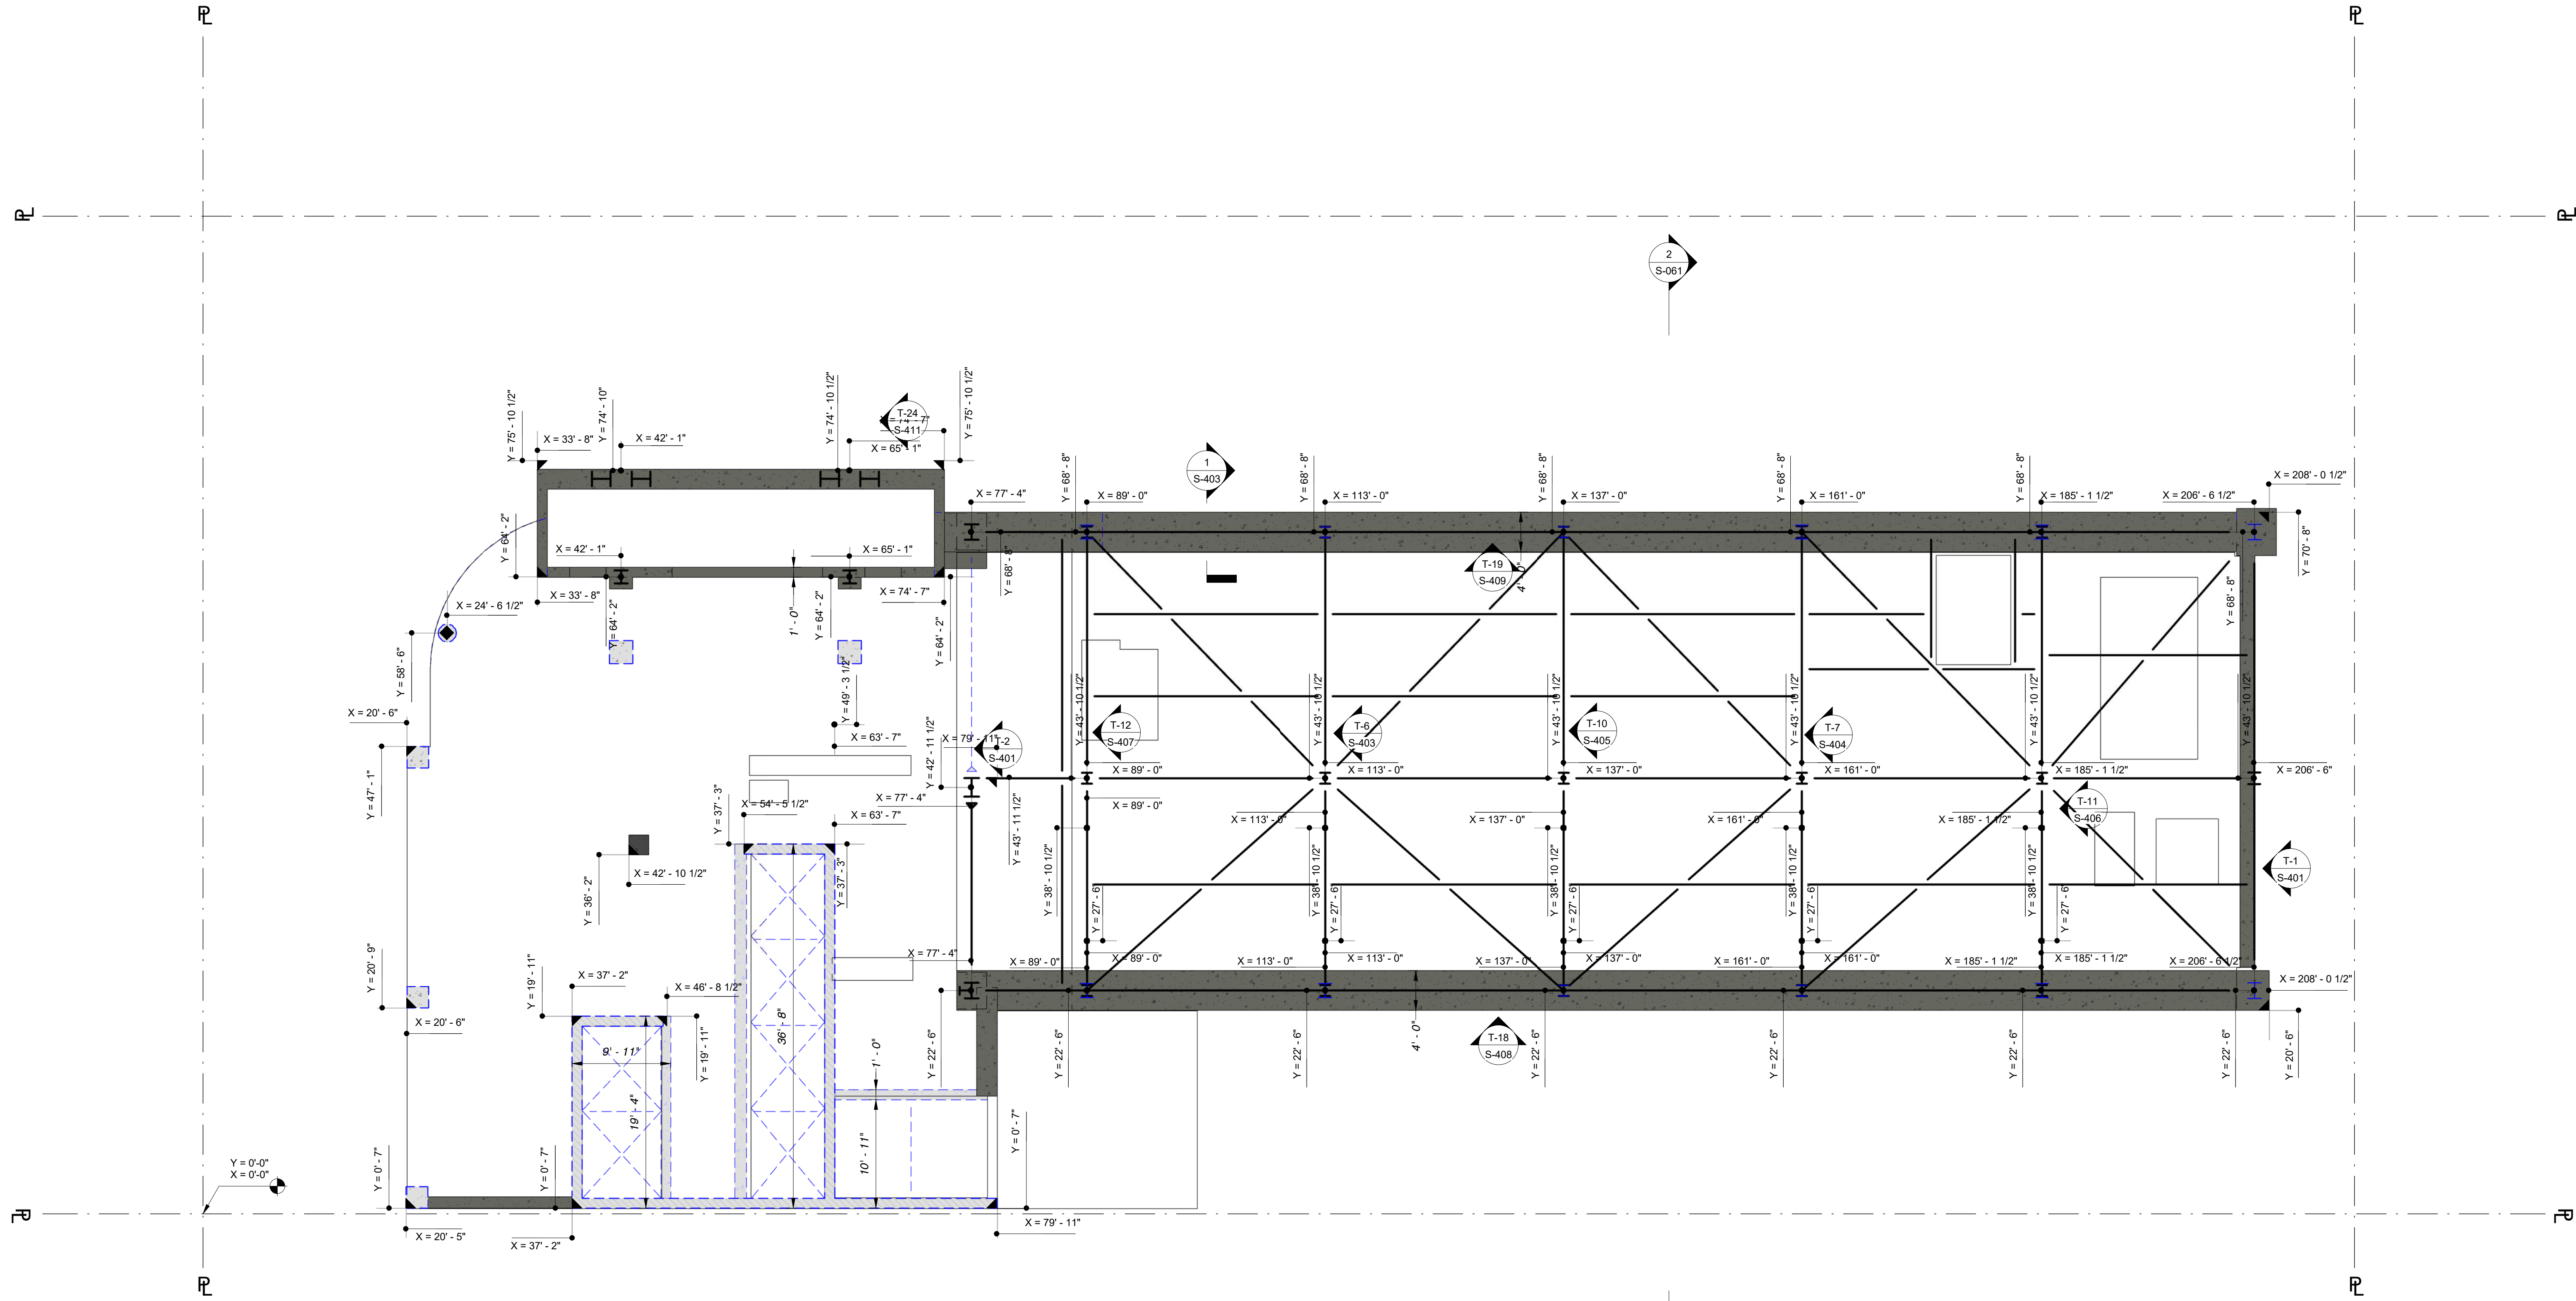 PL
PL
PL
PL
2
S-061
Y = 75' - 10 1/2"
X = 33' - 8"
Y = 74' - 10"
X = 42' - 1"
Y = 74' - 10 1/2"
T-24
X = 74' - 7"
S-411
X = 65' - 1"
Y = 75' - 10 1/2"
1
S-403
X = 77' - 4"
Y = 68' - 8"
X = 89' - 0"
Y = 68' - 8"
X = 113' - 0"
Y = 68' - 8"
X = 137' - 0"
Y = 68' - 8"
X = 161' - 0"
Y = 68' - 8"
X = 185' - 1 1/2"
X = 206' - 6 1/2"
X = 208' - 0 1/2"
Y = 70' - 8"
Y = 64' - 2"
X = 42' - 1"
X = 65' - 1"
Y = 68' - 8"
T-19
S-409
4' - 0"
Y = 68' - 8"
X = 33' - 8"
Y = 64' - 2"
1' - 0"
Y = 64' - 2"
X = 74' - 7"
Y = 64' - 2"
X = 24' - 6 1/2"
Y = 58' - 6"
X = 20' - 6"
Y = 47' - 1"
Y = 49' - 3 1/2"
X = 63' - 7"
Y = 42' - 11 1/2"
X = 79' - 11"
T-2
S-401
Y = 43' - 10 1/2"
T-12
S-407
Y = 43' - 10 1/2"
T-6
S-403
Y = 43' - 10 1/2"
T-10
S-405
Y = 43' - 10 1/2"
T-7
S-404
Y = 43' - 10 1/2"
Y = 43' - 10 1/2"
X = 89' - 0"
X = 113' - 0"
X = 137' - 0"
X = 161' - 0"
X = 185' - 1 1/2"
X = 206' - 6"
X = 54' - 5 1/2"
X = 77' - 4"
X = 89' - 0"
X = 113' - 0"
X = 137' - 0"
X = 161' - 0"
X = 185' - 1 1/2"
T-11
S-406
Y = 37' - 3"
X = 63' - 7"
Y = 43' - 11 1/2"
Y = 37' - 3"
X = 42' - 10 1/2"
Y = 36' - 2"
Y = 38' - 10 1/2"
Y = 27' - 6"
Y = 38' - 10 1/2"
Y = 27' - 6"
Y = 38' - 10 1/2"
Y = 27' - 6"
Y = 38' - 10 1/2"
Y = 27' - 6"
Y = 38' - 10 1/2"
Y = 27' - 6"
T-1
S-401
Y = 20' - 9"
X = 20' - 6"
Y = 19' - 11"
X = 37' - 2"
X = 46' - 8 1/2"
Y = 19' - 11"
36' - 8"
X = 77' - 4"
X = 89' - 0"
X = 89' - 0"
X = 113' - 0"
X = 113' - 0"
X = 137' - 0"
X = 137' - 0"
X = 161' - 0"
X = 161' - 0"
X = 185' - 1 1/2"
X = 185' - 1 1/2"
X = 206' - 6 1/2"
X = 208' - 0 1/2"
9' - 11"
19' - 4"
1' - 0"
10' - 11"
Y = 22' - 6"
Y = 22' - 6"
Y = 22' - 6"
4' - 0"
T-18
S-408
Y = 22' - 6"
Y = 22' - 6"
Y = 22' - 6"
Y = 22' - 6"
Y = 20' - 6"
Y = 0'-0"
X = 0'-0"
Y = 0' - 7"
Y = 0' - 7"
Y = 0' - 7"
X = 20' - 5"
X = 37' - 2"
X = 79' - 11"
PL
PL
PL
PL